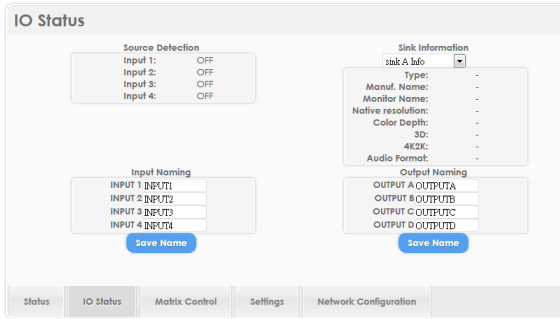 IO Status
Source Detection
Input 1: OFF
Input 2: OFF
Input 3: OFF
Input 4: OFF
Sink Information
sink A Info
Type: -
Manuf. Name: -
Monitor Name: -
Native resolution: -
Color Depth: -
3D: -
4K2K: -
Audio Format: -
Input Naming
INPUT 1 INPUT1
INPUT 2 INPUT2
INPUT 3 INPUT3
INPUT 4 INPUT4
Save Name
Output Naming
OUTPUT A OUTPUTA
OUTPUT B OUTPUTB
OUTPUT C OUTPUTC
OUTPUT D OUTPUTD
Save Name
Status IO Status Matrix Control Settings Network Configuration